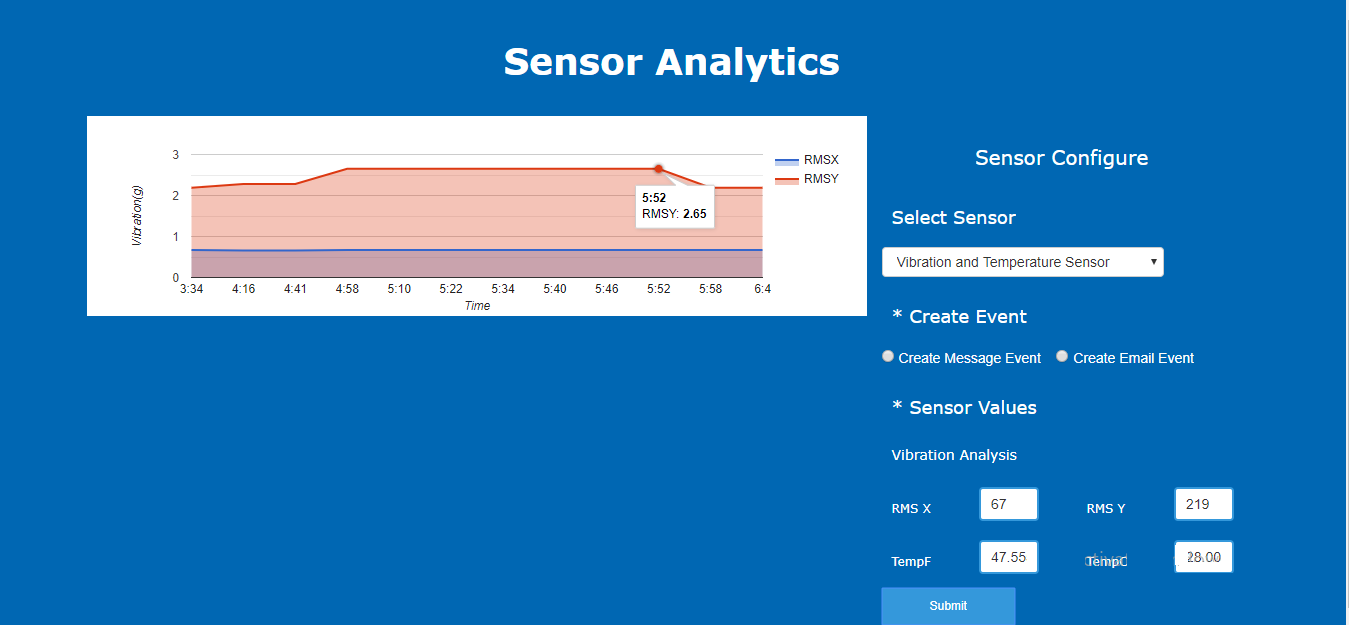 Sensor Analytics
3
2
1
0
Vibration(g)
RMSX
RMSY
5:52
RMSY: 2.65
3:34 4:16 4:41 4:58 5:10 5:22 5:34 5:40 5:46 5:52 5:58 6:4
Time
Sensor Configure
Select Sensor
Vibration and Temperature Sensor
* Create Event
Create Message Event Create Email Event
* Sensor Values
Vibration Analysis
RMS X 67 RMS Y 219
TempF 47.55 28.00
Submit